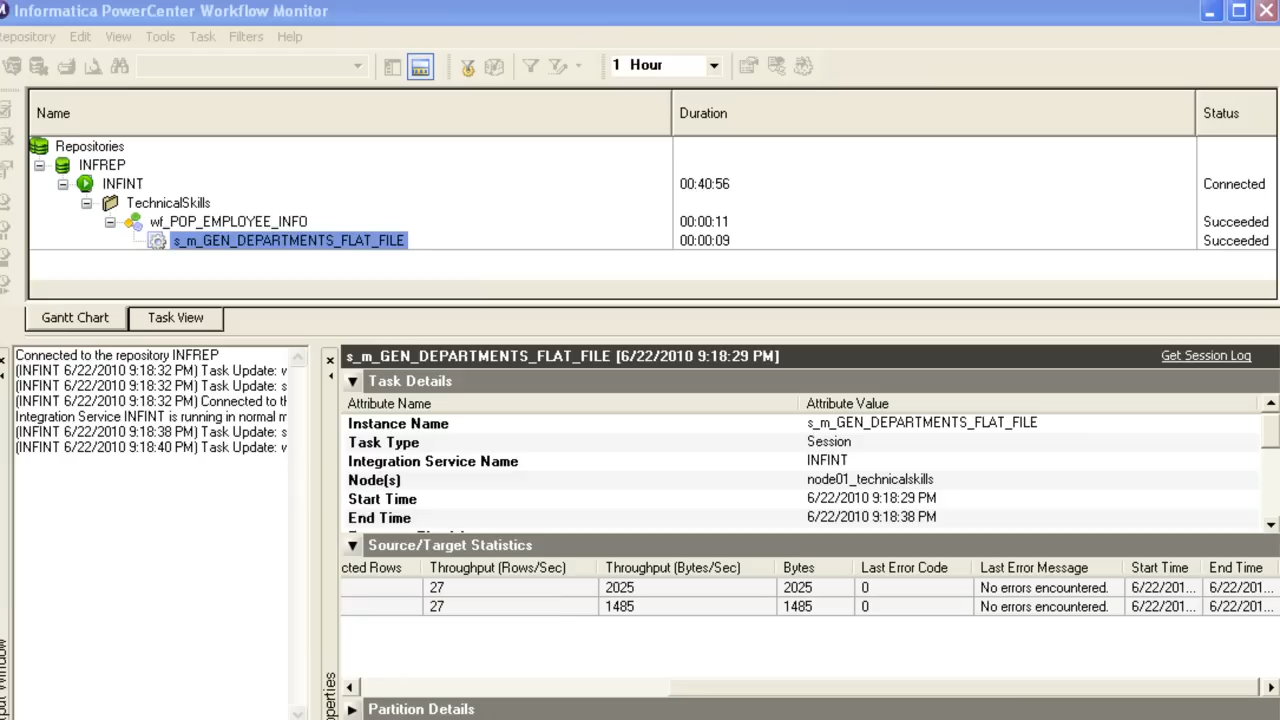 Informatica PowerCenter Workflow Monitor
Edit View Tools Task Filters Help
1 Hour
Name Duration Status
Repositories
INFREP
INFINT 00:40:56 Connected
TechnicalSkills
wf_POP_EMPLOYEE_INFO 00:00:11 Succeeded
s_m_GEN_DEPARTMENTS_FLAT_FILE 00:00:09 Succeeded
Gantt Chart Task View
Connected to the repository INFREP
(INFINT 6/22/2010 9:18:32 PM) Task Update:
(INFINT 6/22/2010 9:18:32 PM) Task Update: s
(INFINT 6/22/2010 9:18:32 PM) Connected to
Integration Service INFINT is running in normal
(INFINT 6/22/2010 9:18:38 PM) Task Update: s
(INFINT 6/22/2010 9:18:40 PM) Task Update:
s_m_GEN_DEPARTMENTS_FLAT_FILE [6/22/2010 9:18:29 PM] Get Session Log
Task Details
Attribute Name Attribute Value
Instance Name s_m_GEN_DEPARTMENTS_FLAT_FILE
Task Type Session
Integration Service Name INFINT
Node(s) node01_technicalskills
Start Time 6/22/2010 9:18:29 PM
End Time 6/22/2010 9:18:38 PM
Source/Target Statistics
cted Rows Throughput (Rows/Sec) Throughput (Bytes/Sec) Bytes Last Error Code Last Error Message Start Time End Time
27 2025 2025 0 No errors encountered. 6/22/201... 6/22/201...
27 1485 1485 0 No errors encountered. 6/22/201... 6/22/201...
Partition Details